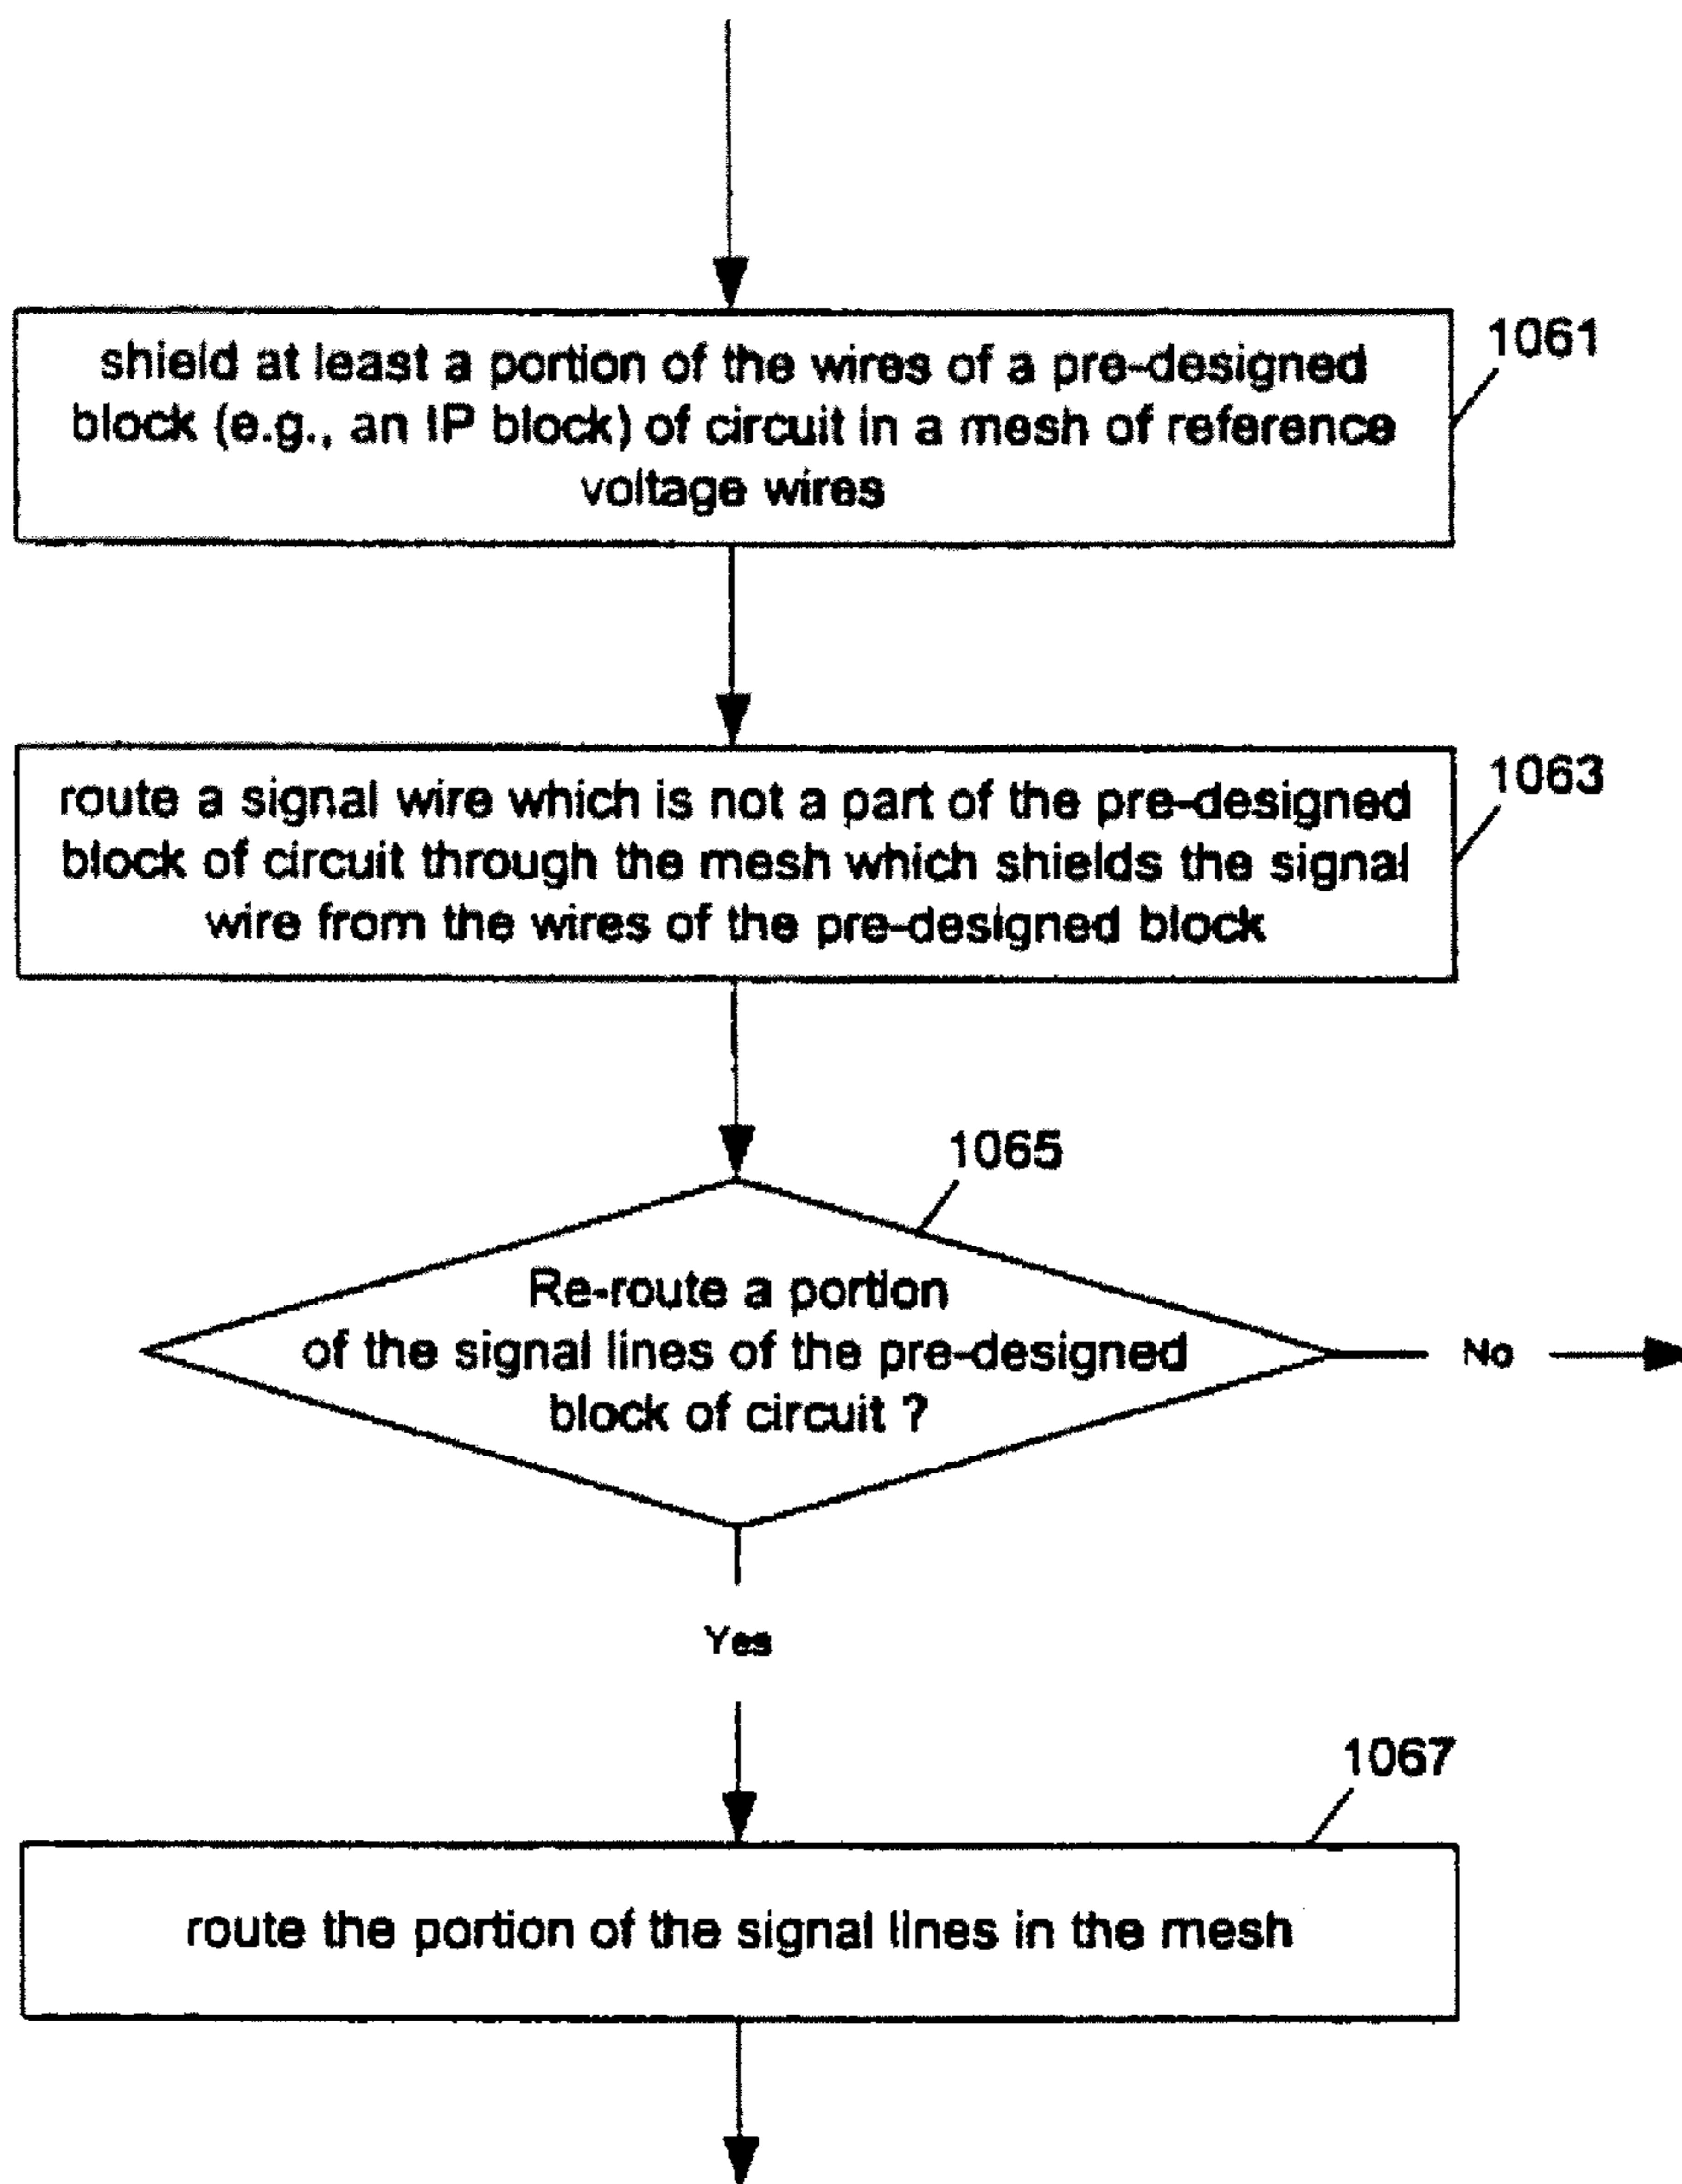 shield at least a portion of the wires of a pre-designed
block (e.g., an IP block) of circuit in a mesh of reference
voltage wires
1061
route a signal wire which is not a part of the pre-designed
block of circuit through the mesh which shields the signal
wire from the wires of the pre-designed block
1063
1065
Re-route a portion
of the signal lines of the pre-designed
block of circuit ?
No
Yes
1067
route the portion of the signal lines in the mesh